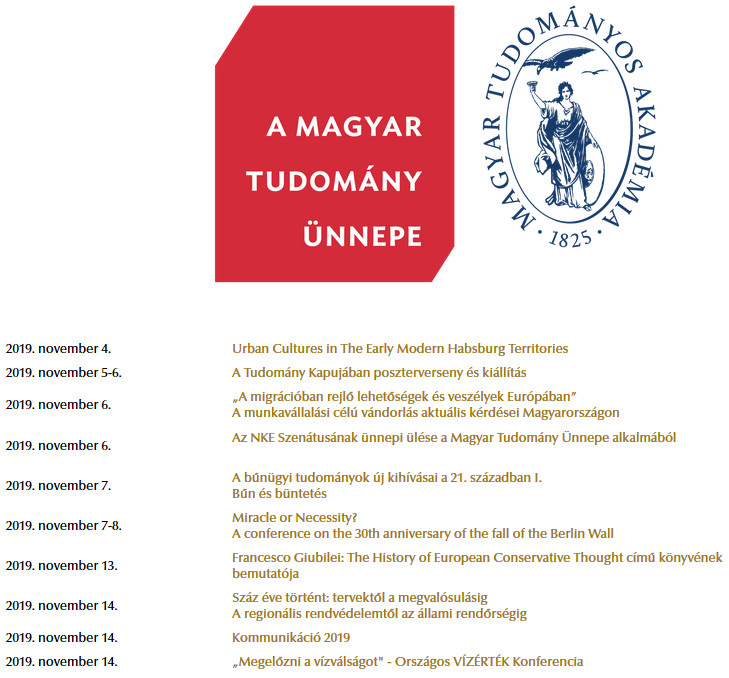 A MAGYAR
TUDOMÁNY
ÜNNEPE
MAGYAR TUDOMÁNYOS AKADÉMIA
· 1825 ·
2019. november 4. Urban Cultures in The Early Modern Habsburg Territories
2019. november 5-6. A Tudomány Kapujában poszterverseny és kiállítás
2019. november 6. „A migrációban rejlő lehetőségek és veszélyek Európában”
A munkavállalási célú vándorlás aktuális kérdései Magyarországon
2019. november 6. Az NKE Szenátusának ünnepi ülése a Magyar Tudomány Ünnepe alkalmából
2019. november 7. A bűnügyi tudományok új kihívásai a 21. században I.
Bűn és büntetés
2019. november 7-8. Miracle or Necessity?
A conference on the 30th anniversary of the fall of the Berlin Wall
2019. november 13. Francesco Giubilei: The History of European Conservative Thought című könyvének
bemutatója
2019. november 14. Száz éve történt: tervektől a megvalósulásig
A regionális rendvédelemtől az állami rendőrségig
2019. november 14. Kommunikáció 2019
2019. november 14. „Megelőzni a vízválságot" - Országos VÍZÉRTÉK Konferencia